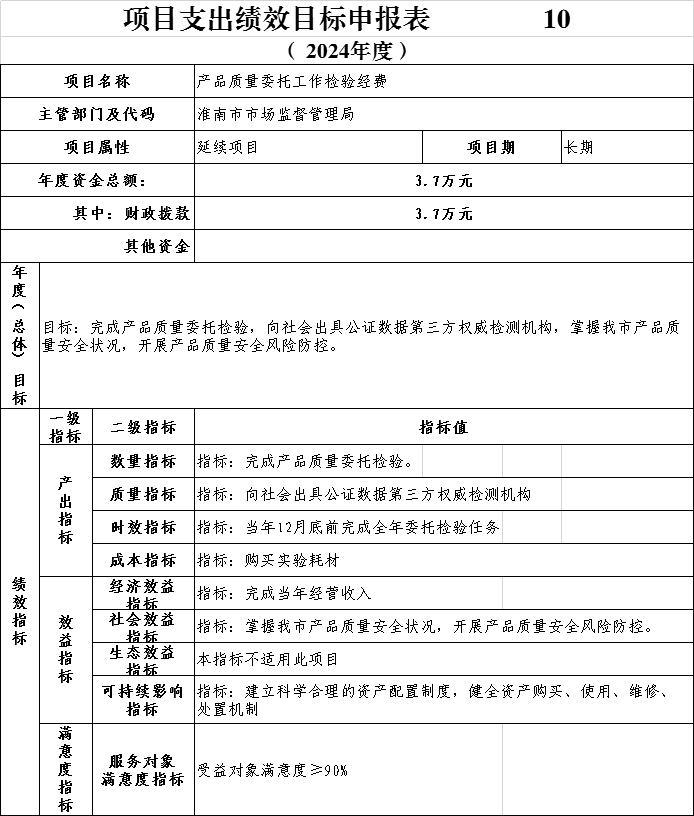 项目支出绩效目标申报表 10
（ 2024年度 ）
项目名称 产品质量委托工作检验经费
主管部门及代码 淮南市市场监督管理局
项目属性 延续项目 项目期 长期
年度资金总额： 3.7万元
其中：财政拨款 3.7万元
其他资金
年度（总体）目标
目标：完成产品质量委托检验，向社会出具公证数据第三方权威检测机构，掌握我市产品质
量安全状况，开展产品质量安全风险防控。
绩效指标
一级
指标
二级指标 指标值
产出指标
数量指标 指标：完成产品质量委托检验。
质量指标 指标：向社会出具公证数据第三方权威检测机构
时效指标 指标：当年12月底前完成全年委托检验任务
成本指标 指标：购买实验耗材
效益指标
经济效益
指标
指标：完成当年经营收入
社会效益
指标
指标：掌握我市产品质量安全状况，开展产品质量安全风险防控。
生态效益
指标
本指标不适用此项目
可持续影响
指标
指标：建立科学合理的资产配置制度，健全资产购买、使用、维修、
处置机制
满意度指标
服务对象
满意度指标
受益对象满意度≥90%